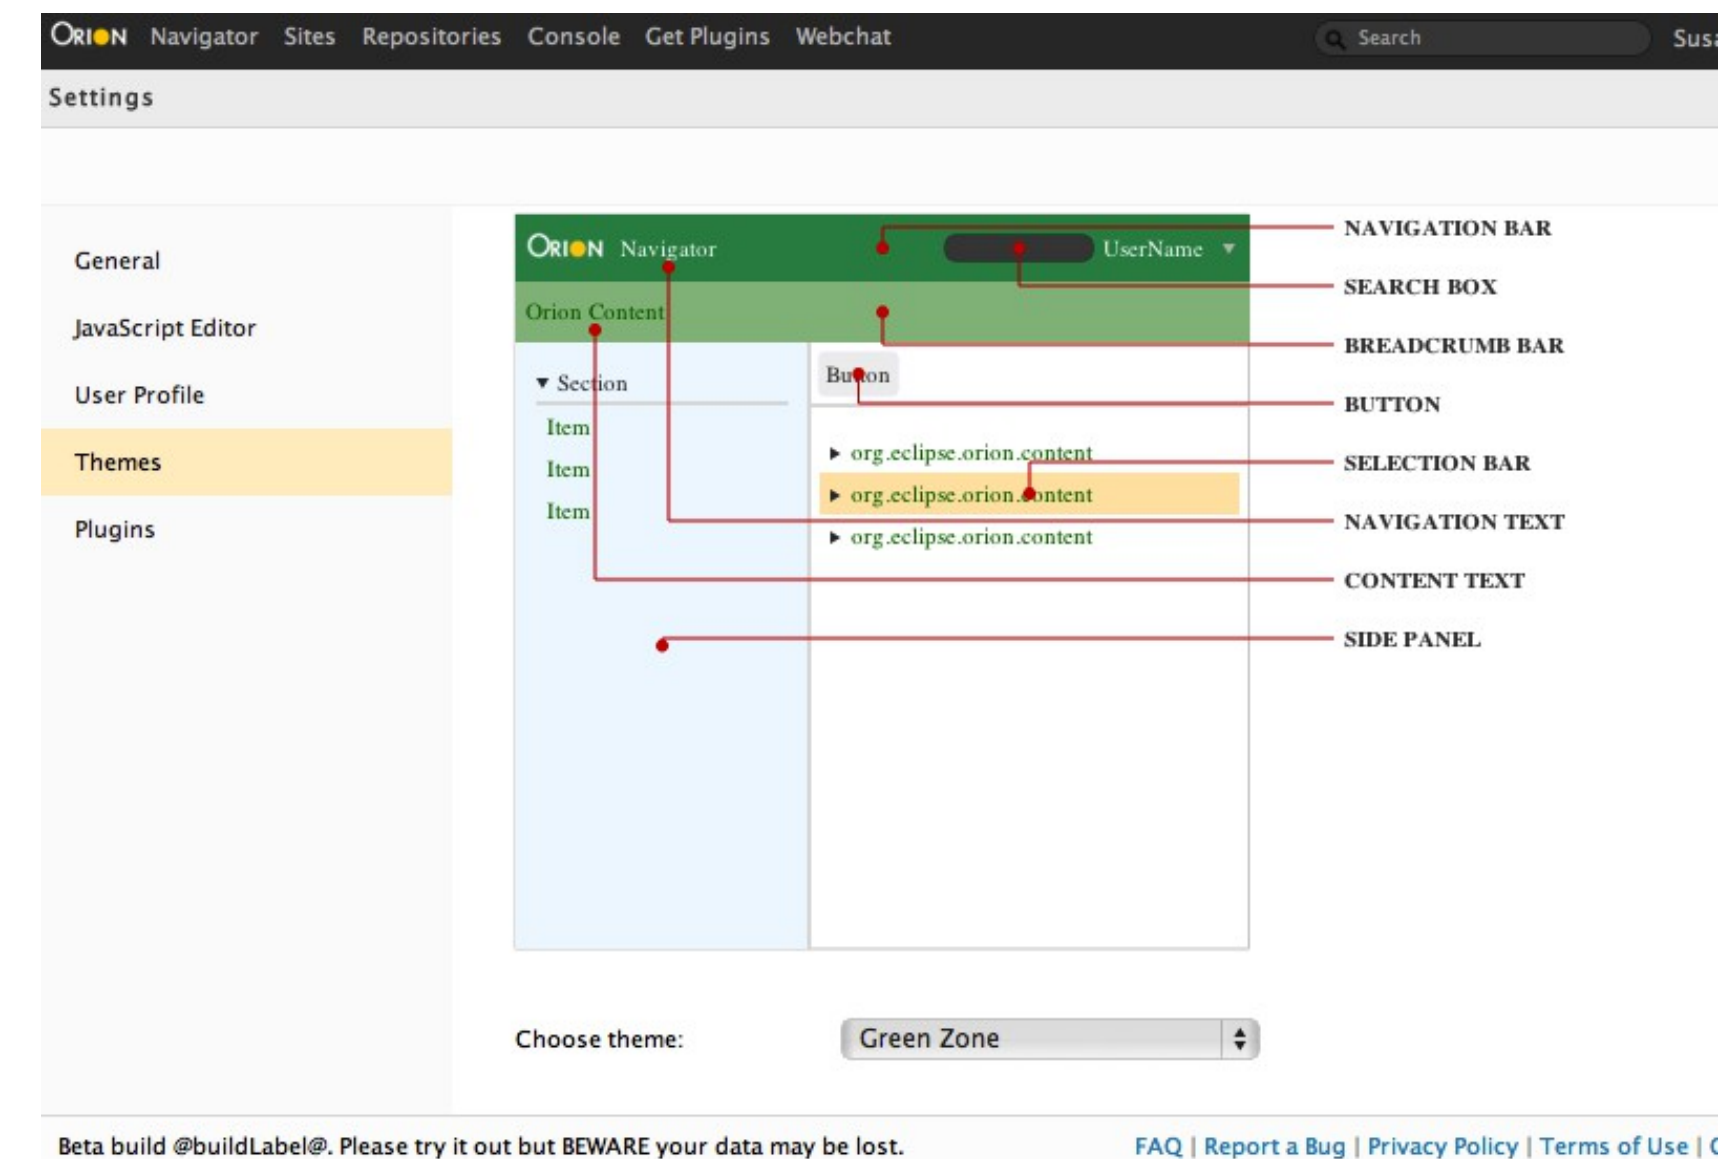 ORION Navigator Sites Repositories Console Get Plugins Webchat Search
Settings
General
JavaScript Editor
User Profile
Themes
Plugins
ORION Navigator UserName
Orion Content
Section
Item
Item
Item
Button
org.eclipse.orion.content
org.eclipse.orion.content
org.eclipse.orion.content
NAVIGATION BAR
SEARCH BOX
BREADCRUMB BAR
BUTTON
SELECTION BAR
NAVIGATION TEXT
CONTENT TEXT
SIDE PANEL
Choose theme: Green Zone
Beta build @buildLabel@. Please try it out but BEWARE your data may be lost. FAQ | Report a Bug | Privacy Policy | Terms of Use |